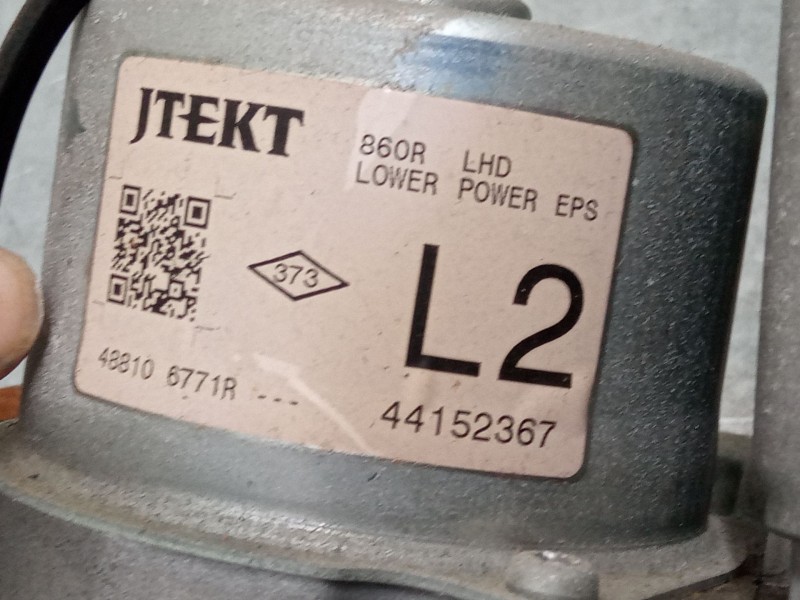 JTEKT
860R LHD
LOWER POWER EPS
373
L2
48810 6771R ---
44152367